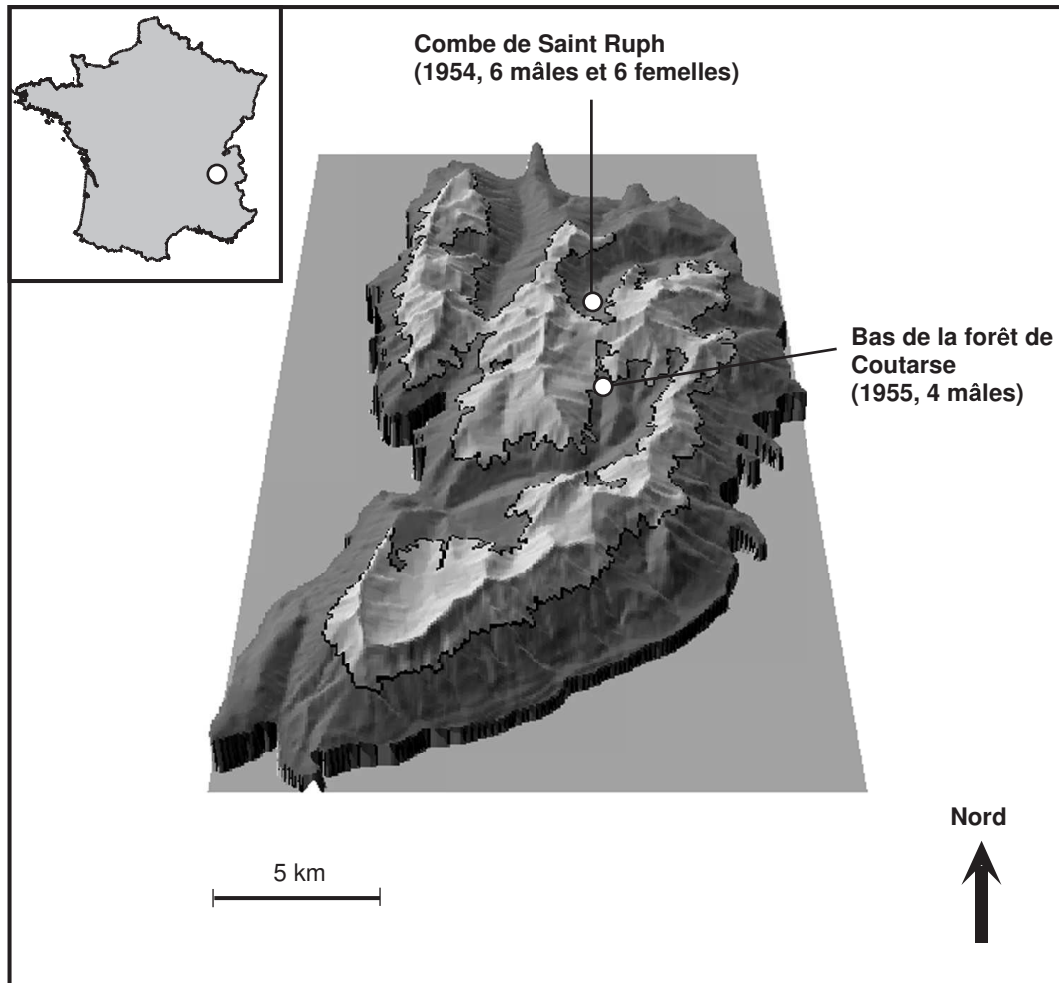 Combe de Saint Ruph
(1954, 6 mâles et 6 femelles)
Bas de la forêt de
Coutarse
(1955, 4 mâles)
Nord
5 km